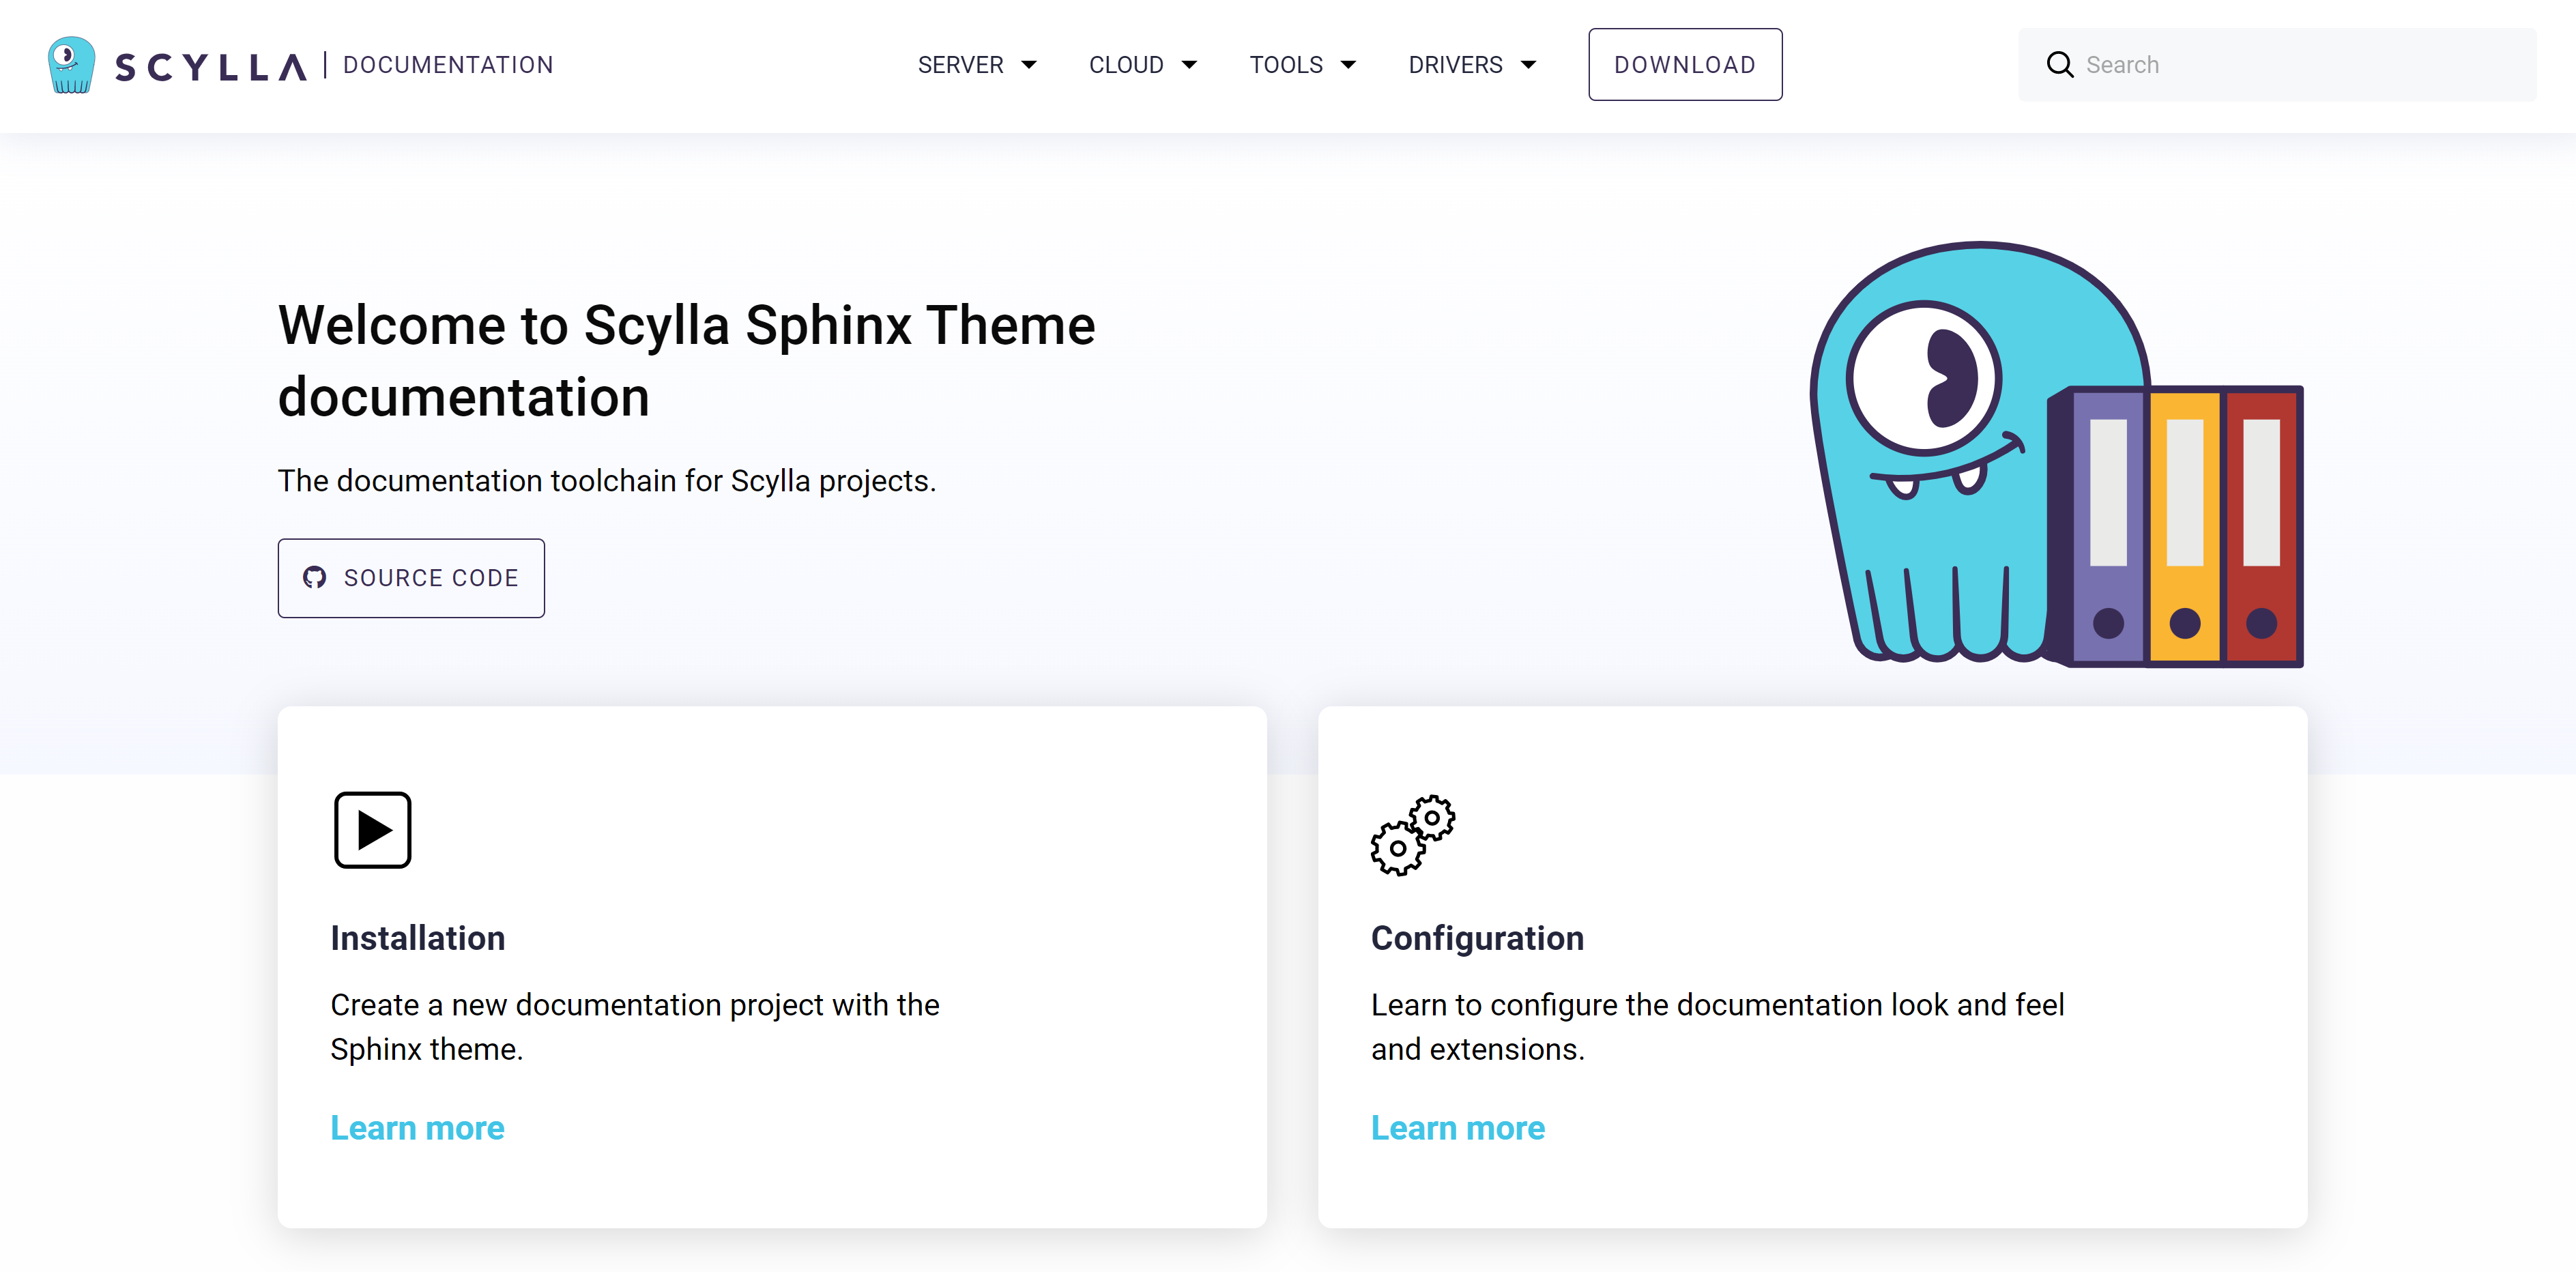 SCYLLA | DOCUMENTATION
SERVER CLOUD TOOLS DRIVERS DOWNLOAD Search
Welcome to Scylla Sphinx Theme
documentation
The documentation toolchain for Scylla projects.
SOURCE CODE
Installation
Create a new documentation project with the
Sphinx theme.
Learn more
Configuration
Learn to configure the documentation look and feel
and extensions.
Learn more